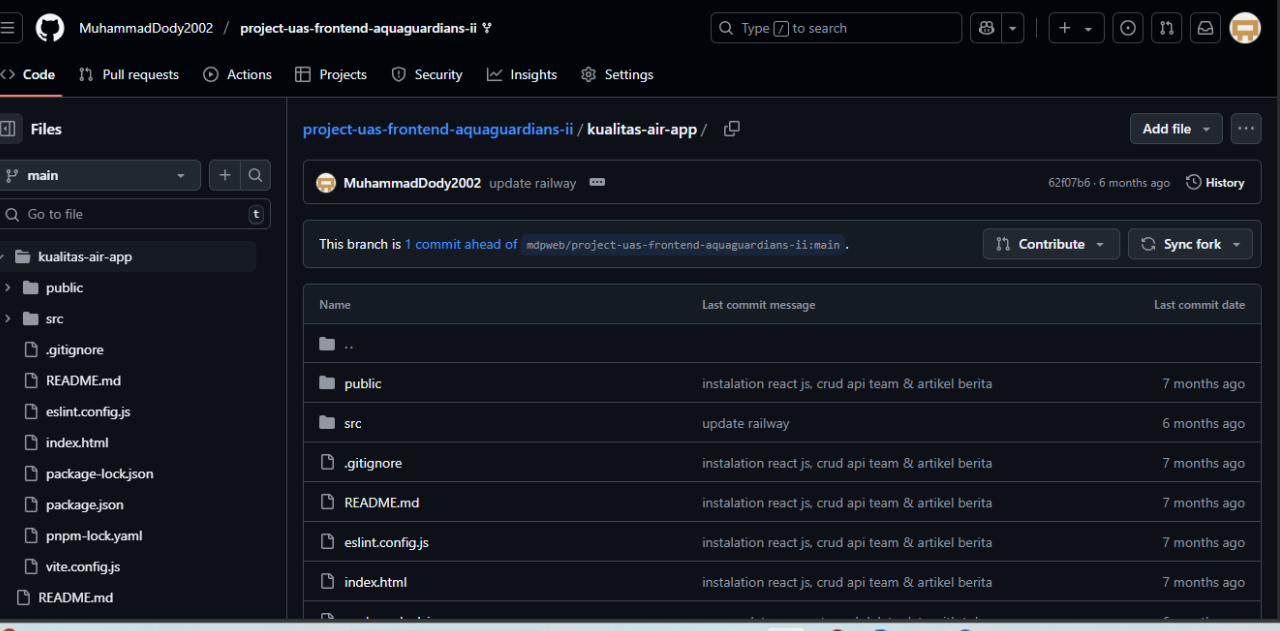 MuhammadDody2002 / project-uas-frontend-aquaguardians-ii
Type / to search
Code Pull requests Actions Projects Security Insights Settings
Files
main
Go to file t
kualitas-air-app
public
src
.gitignore
README.md
eslint.config.js
index.html
package-lock.json
package.json
pnpm-lock.yaml
vite.config.js
README.md
project-uas-frontend-aquaguardians-ii / kualitas-air-app /
Add file
MuhammadDody2002 update railway 62f07b6 · 6 months ago History
This branch is 1 commit ahead of mdpweb/project-uas-frontend-aquaguardians-ii:main .
Contribute Sync fork
Name Last commit message Last commit date
..
public instalation react js, crud api team & artikel berita 7 months ago
src update railway 6 months ago
.gitignore instalation react js, crud api team & artikel berita 7 months ago
README.md instalation react js, crud api team & artikel berita 7 months ago
eslint.config.js instalation react js, crud api team & artikel berita 7 months ago
index.html instalation react js, crud api team & artikel berita 7 months ago